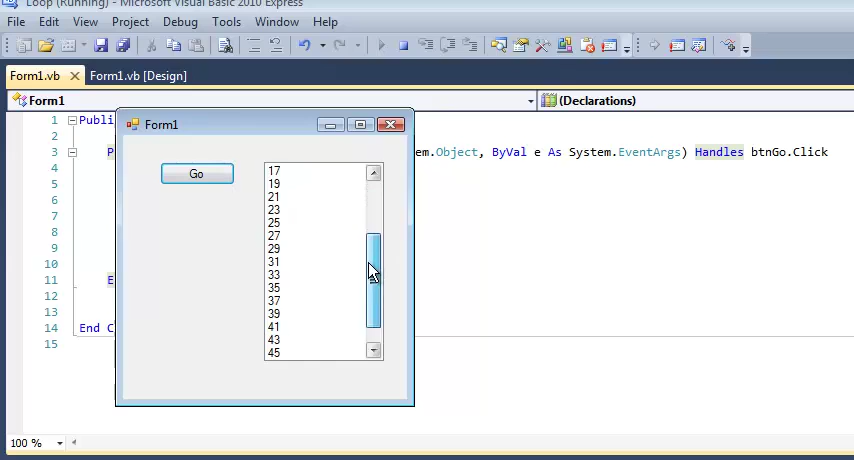 Loop (Running) - Microsoft Visual Basic 2010 Express
File Edit View Project Debug Tools Window Help
Form1.vb Form1.vb [Design]
Form1 (Declarations)
1 Publi
2
3 P em.Object, ByVal e As System.EventArgs) Handles btnGo.Click
4
5
6
7
8
9
10
11 E
12
13
14 End C
15
Form1
Go
17
19
21
23
25
27
29
31
33
35
37
39
41
43
45
100 %